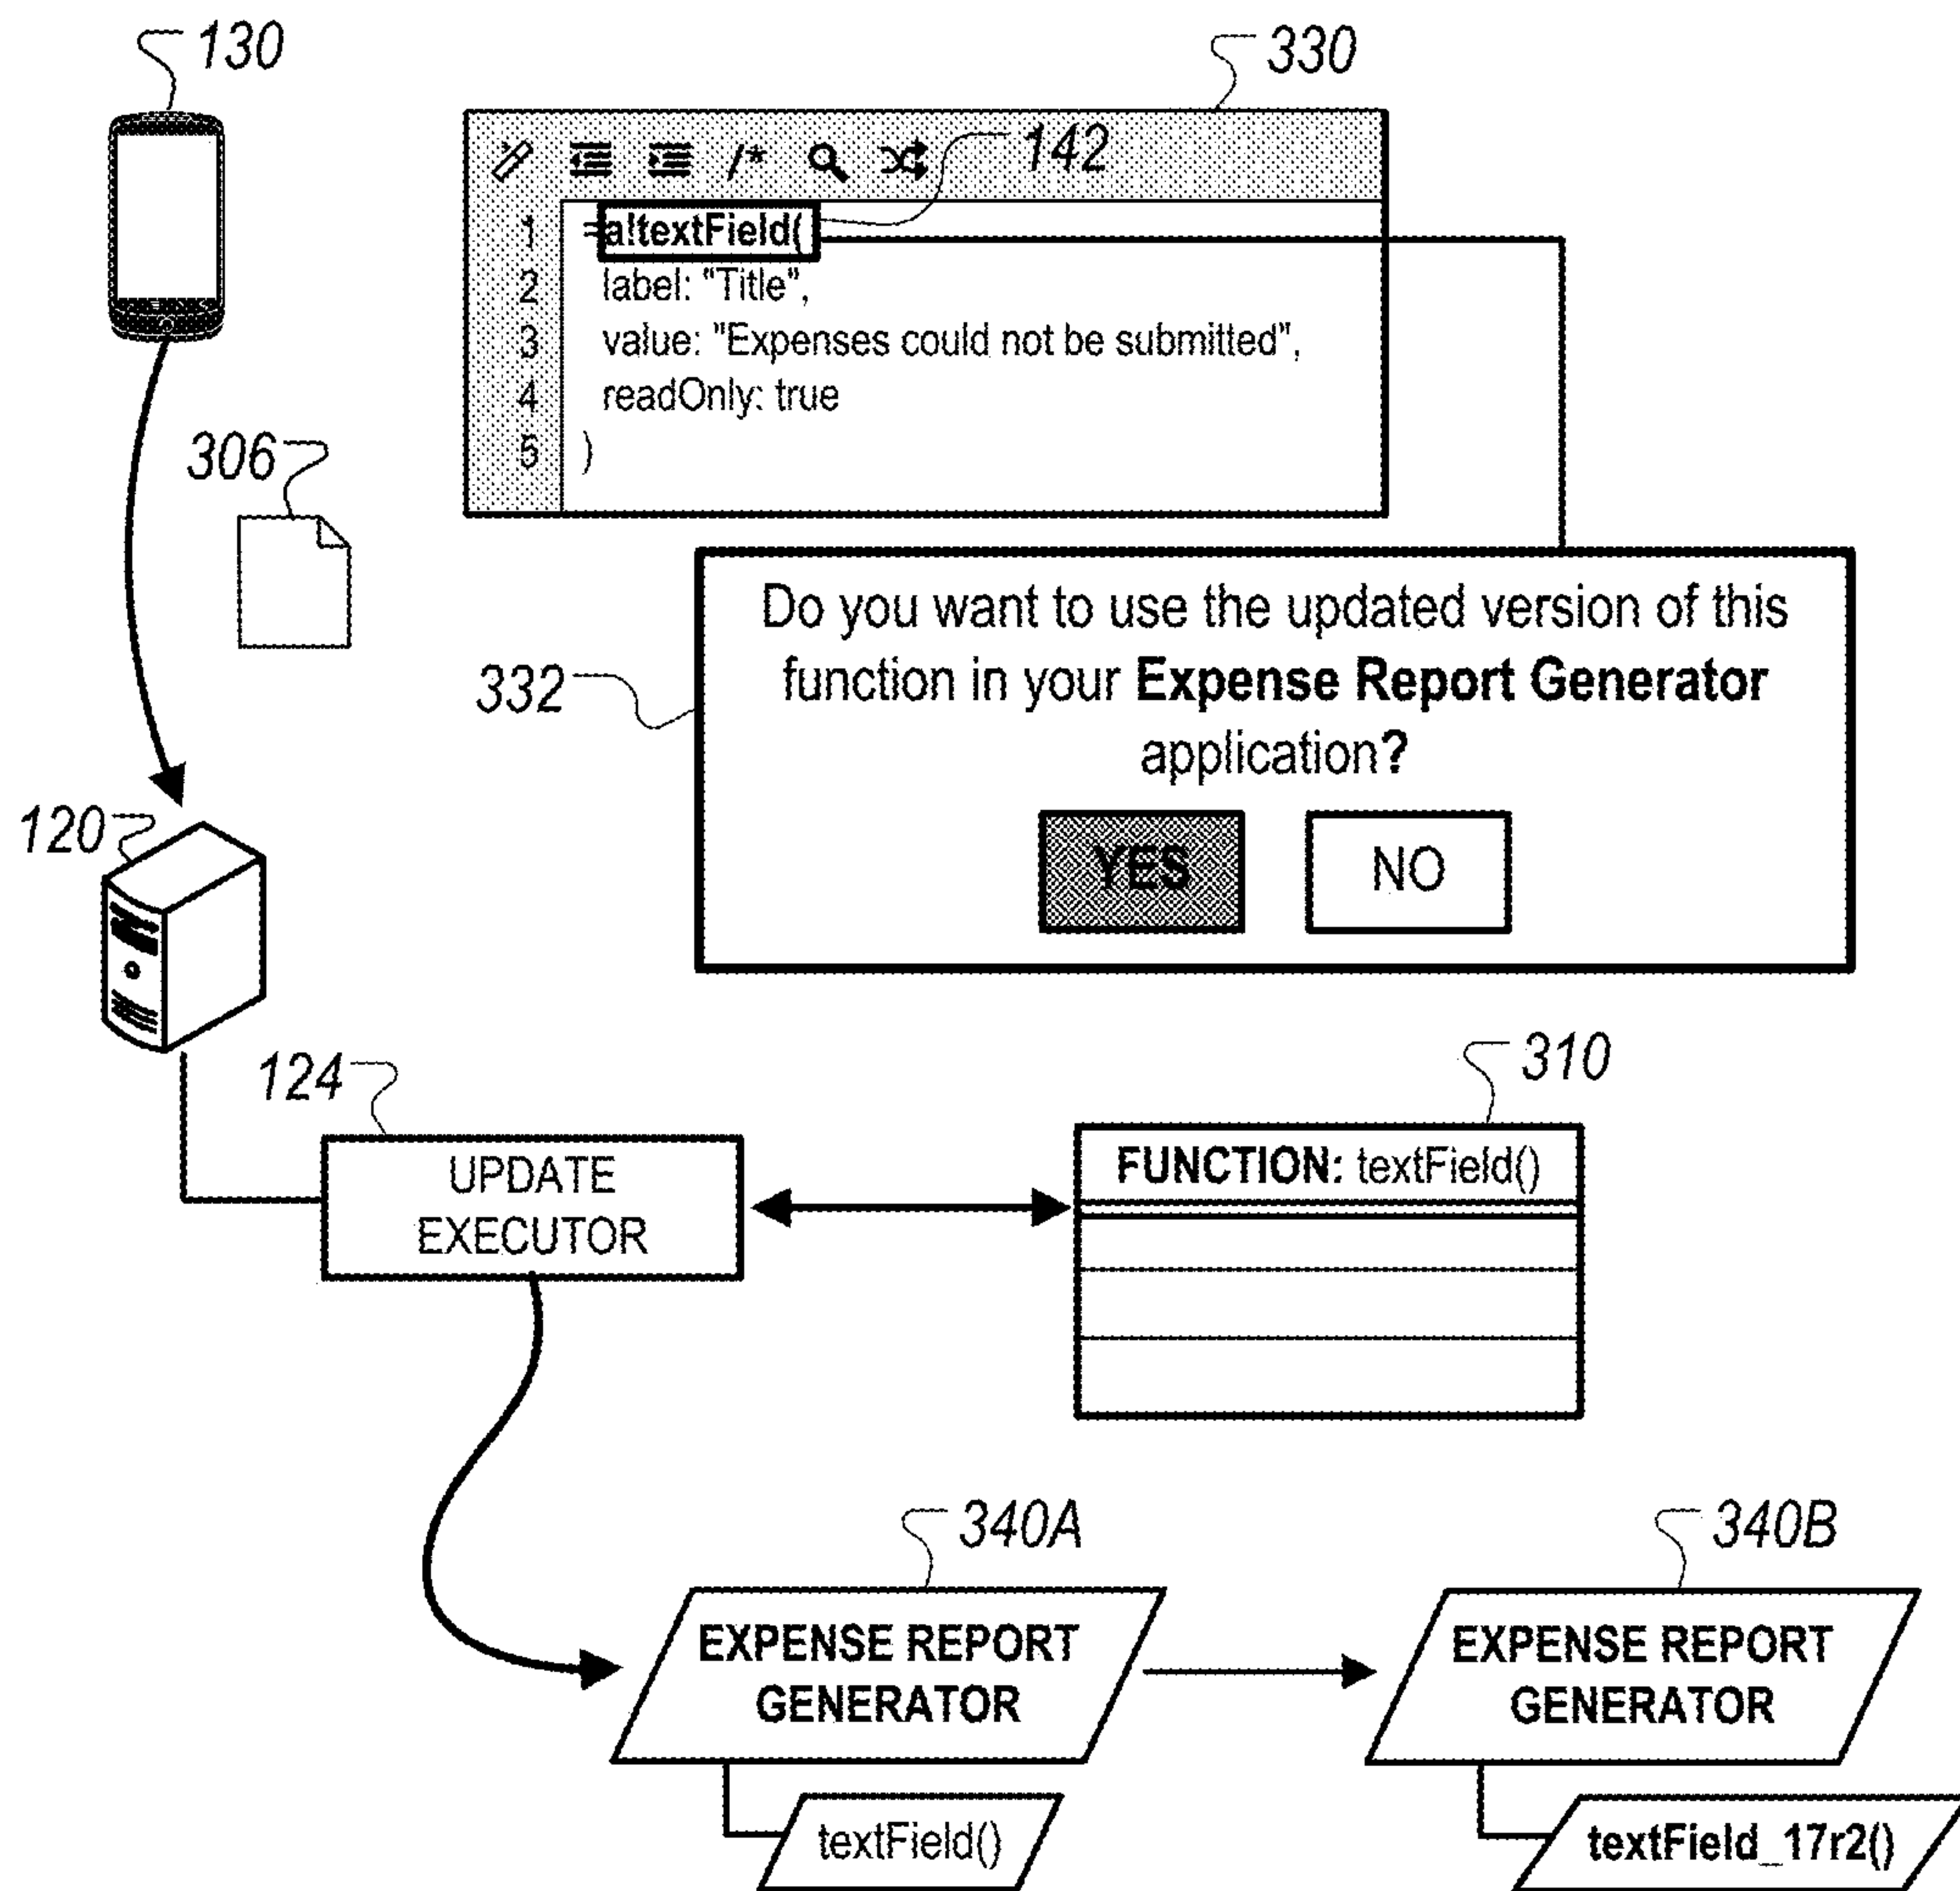 130
330
/*
142
1 =a!textField(
2 label: "Title",
3 value: "Expenses could not be submitted",
4 readOnly: true
5 )
306
332
Do you want to use the updated version of this
function in your Expense Report Generator
application?
YES
NO
120
124
310
UPDATE
EXECUTOR
FUNCTION: textField()
340A
340B
EXPENSE REPORT
GENERATOR
EXPENSE REPORT
GENERATOR
textField()
textField_17r2()